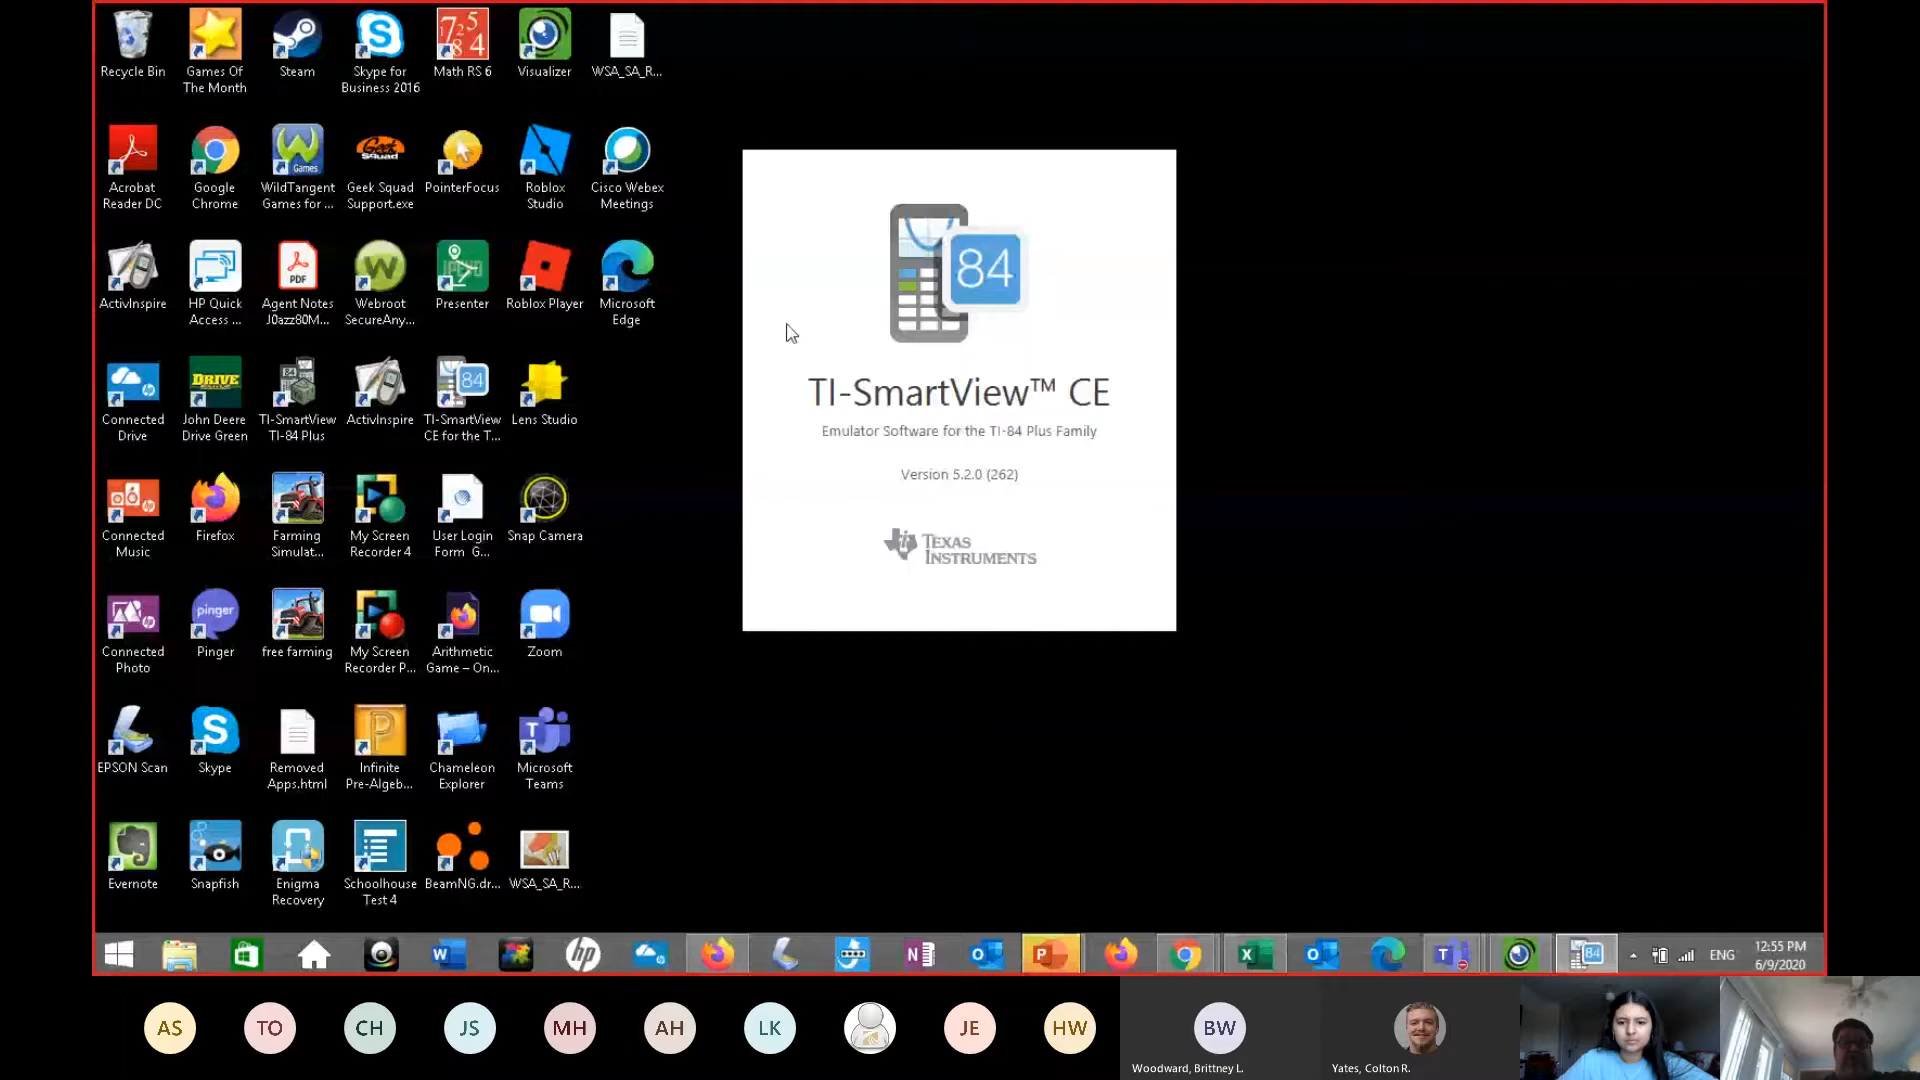 Recycle Bin
Games Of
The Month
Steam
Skype for
Business 2016
Math RS 6
Visualizer
WSA_SA_R...
Acrobat
Reader DC
Google
Chrome
WildTangent
Games for ...
Geek Squad
Support.exe
PointerFocus
Roblox
Studio
Cisco Webex
Meetings
ActivInspire
HP Quick
Access ...
Agent Notes
J0azz80M...
Webroot
SecureAny...
Presenter
Roblox Player
Microsoft
Edge
Connected
Drive
John Deere
Drive Green
TI-SmartView
TI-84 Plus
ActivInspire
TI-SmartView
CE for the T...
Lens Studio
Connected
Music
Firefox
Farming
Simulat...
My Screen
Recorder 4
User Login
Form G...
Snap Camera
Connected
Photo
Pinger
free farming
My Screen
Recorder P...
Arithmetic
Game – On...
Zoom
EPSON Scan
Skype
Removed
Apps.html
Infinite
Pre-Algeb...
Chameleon
Explorer
Microsoft
Teams
Evernote
Snapfish
Enigma
Recovery
Schoolhouse
Test 4
BeamNG.dr...
WSA_SA_R...
84
TI-SmartView™ CE
Emulator Software for the TI-84 Plus Family
Version 5.2.0 (262)
TEXAS
INSTRUMENTS
ENG
12:55 PM
6/9/2020
AS
TO
CH
JS
MH
AH
LK
JE
HW
BW
Woodward, Brittney L.
Yates, Colton R.